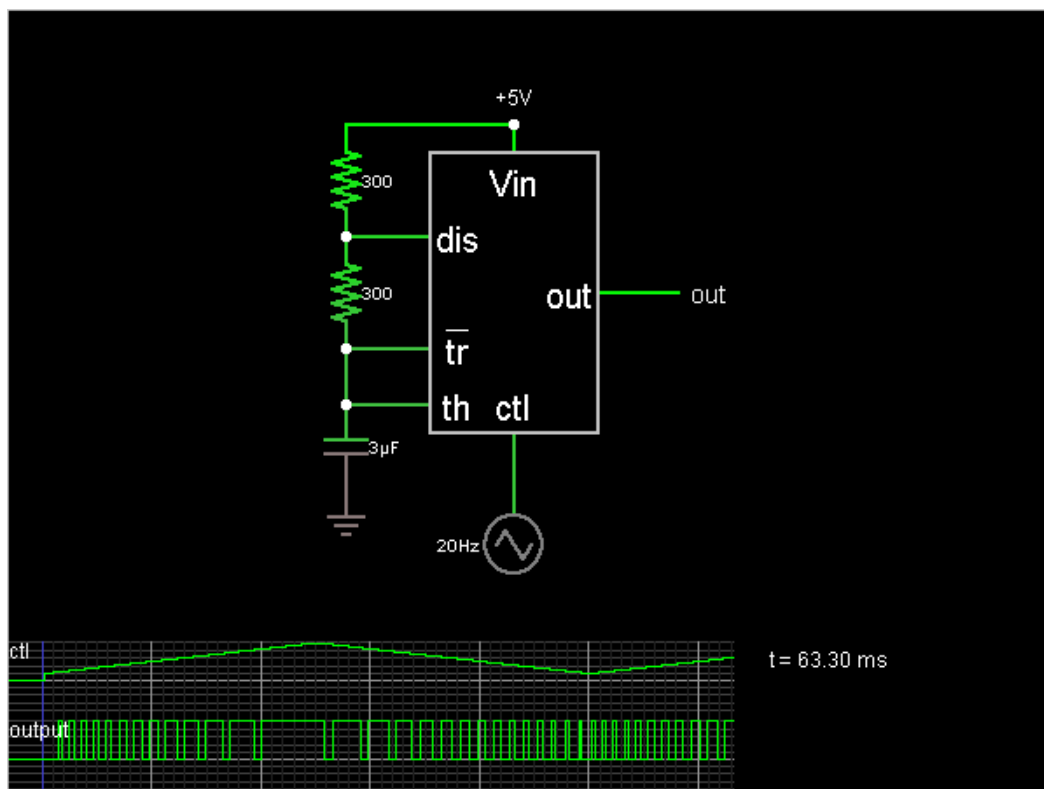 +5V
300
Vin
dis
300
out
out
tr
th
ctl
3µF
20Hz
ctl
t = 63.30 ms
output